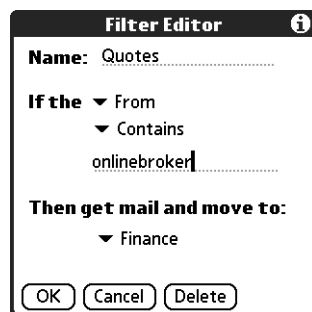 Filter Editor
Name: Quotes
If the From
Contains
onlinebroker
Then get mail and move to:
Finance
OK Cancel Delete